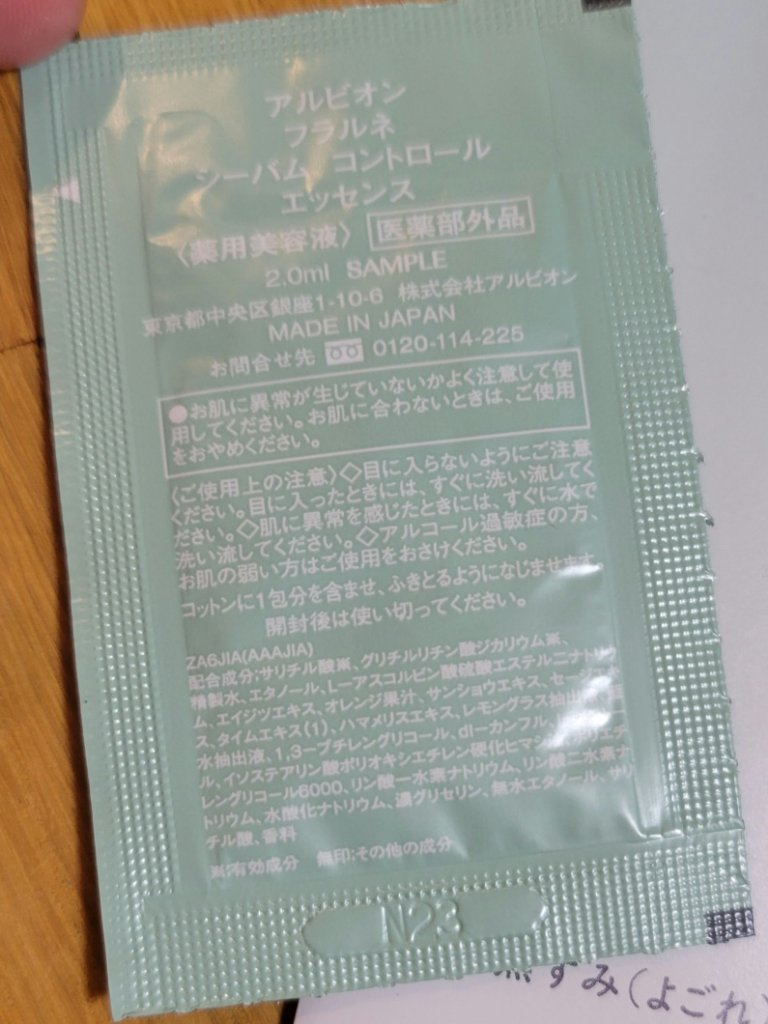 アルビオン
フラルネ
シーバム コントロール
エッセンス
〈薬用美容液〉 医薬部外品
2.0ml SAMPLE
東京都中央区銀座1-10-6 株式会社アルビオン
MADE IN JAPAN
お問合せ先 0120-114-225
●お肌に異常が生じていないかよく注意して使
用してください。お肌に合わないときは、ご使用
をおやめください。
〈ご使用上の注意〉◇目に入らないようにご注意
ください。目に入ったときには、すぐに洗い流してく
ださい。◇肌に異常を感じたときには、すぐに水で
洗い流してください。◇アルコール過敏症の方、
お肌の弱い方はご使用をおさけください。
コットンに1包分を含ませ、ふきとるようになじませます。
開封後は使い切ってください。
ZA6JIA(AAAJIA)
配合成分:サリチル酸※、グリチルリチン酸ジカリウム※、
精製水、エタノール、L-アスコルビン酸硫酸エステルニナトリ
ム、エイジツエキス、オレンジ果汁、サンショウエキス、セー
ス、タイムエキス(1)、ハマメリスエキス、レモングラス抽出
水抽出液、1,3-ブチレングリコール、dl-カンフル、
ル、イソステアリン酸ポリオキシエチレン硬化ヒマシ
レングリコール6000、リン酸一水素ナトリウム、リン酸二水素ナ
トリウム、水酸化ナトリウム、濃グリセリン、無水エタノール、サリ
チル酸、香料
※:有効成分 無印:その他の成分
N23
ずみ(よごれ)